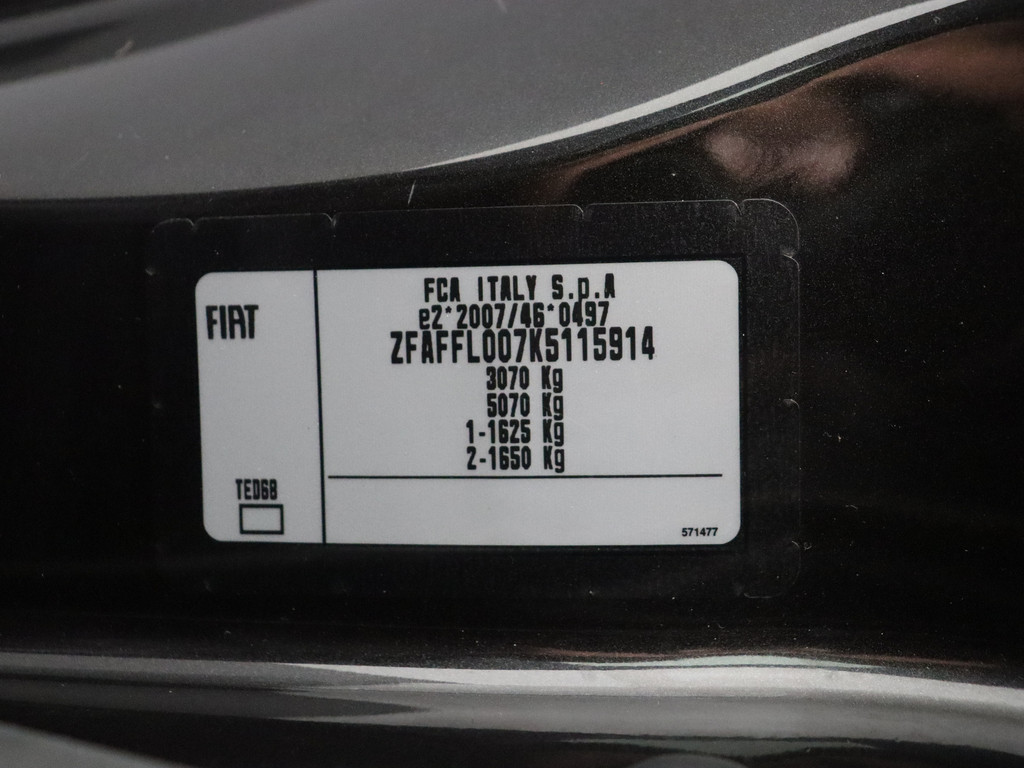 FIAT
FCA ITALY S.p.A
e2*2007/46*0497
ZFAFFL007K5115914
3070 Kg
5070 Kg
1-1625 Kg
2-1650 Kg
TED68
571477